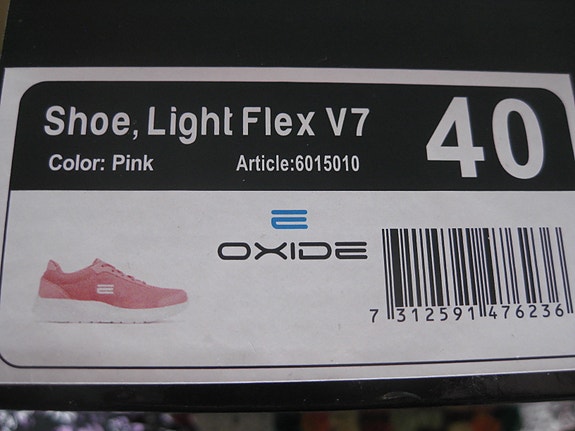 Shoe, Light Flex V7
40
Color: Pink
Article:6015010
OXIDE
7 312591 476236